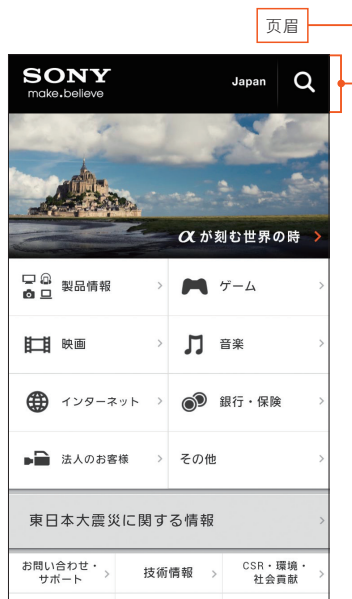 页眉
SONY
make.believe
Japan
αが刻む世界の時
製品情報
ゲーム
映画
音楽
インターネット
銀行・保険
法人のお客様
その他
東日本大震災に関する情報
お問い合わせ・
サポート
技術情報
CSR・環境・
社会貢献